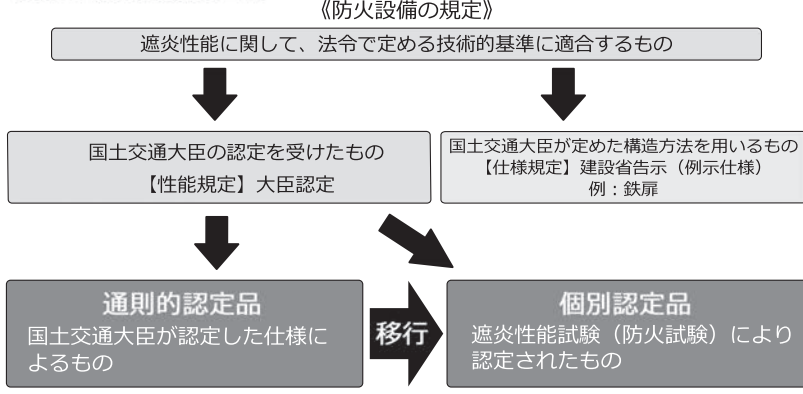 《防火設備の規定》
遮炎性能に関して、法令で定める技術的基準に適合するもの
国土交通大臣の認定を受けたもの
【性能規定】大臣認定
国土交通大臣が定めた構造方法を用いるもの
【仕様規定】建設省告示（例示仕様）
例：鉄扉
通則的認定品
国土交通大臣が認定した仕様に
よるもの
移行
個別認定品
遮炎性能試験（防火試験）により
認定されたもの